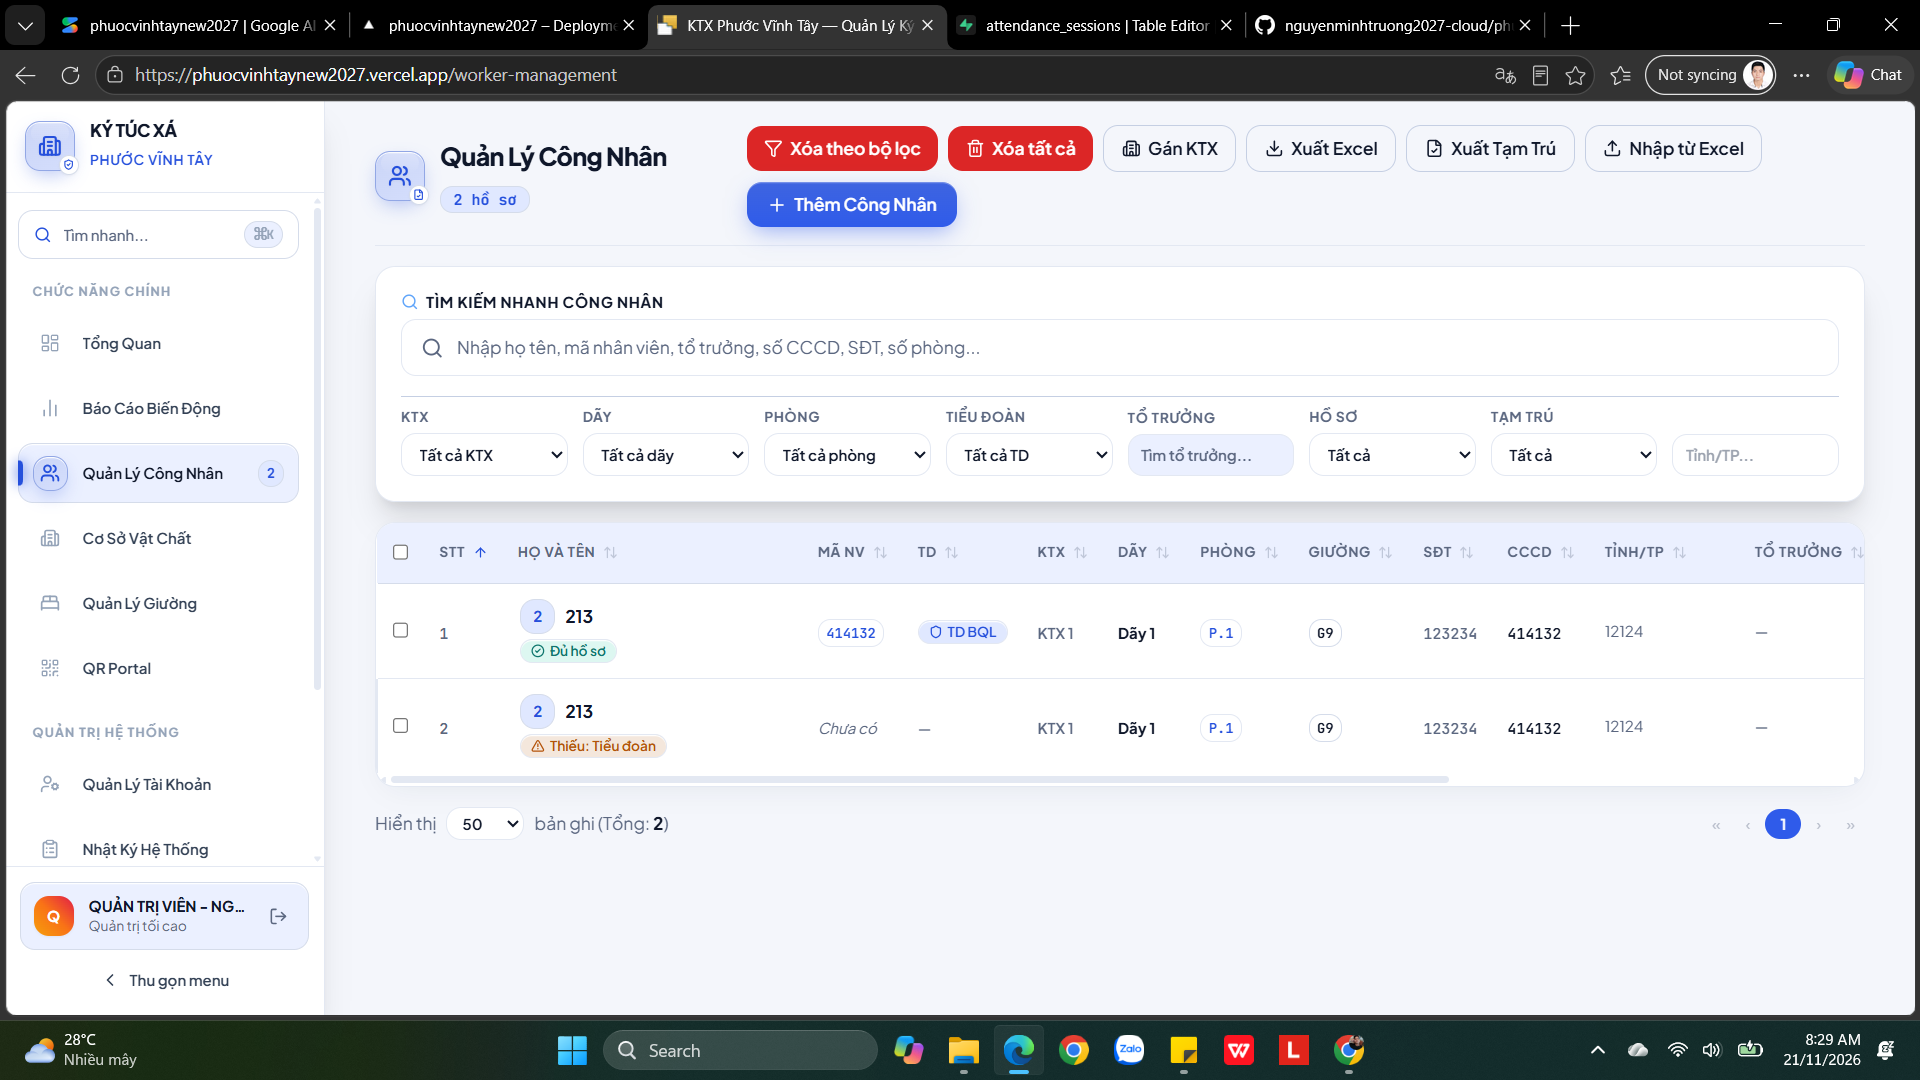 phuocvinhtaynew2027 | Google AI
phuocvinhtaynew2027 – Deployme
KTX Phước Vĩnh Tây — Quản Lý Ký
attendance_sessions | Table Editor
nguyenminhtruong2027-cloud/ph
https://phuocvinhtaynew2027.vercel.app/worker-management
Not syncing
Chat
KÝ TÚC XÁ
PHƯỚC VĨNH TÂY
Tìm nhanh...
⌘K
CHỨC NĂNG CHÍNH
Tổng Quan
Báo Cáo Biến Động
Quản Lý Công Nhân 2
Cơ Sở Vật Chất
Quản Lý Giường
QR Portal
QUẢN TRỊ HỆ THỐNG
Quản Lý Tài Khoản
Nhật Ký Hệ Thống
Q
QUẢN TRỊ VIÊN - NG...
Quản trị tối cao
Thu gọn menu
Quản Lý Công Nhân
2 hồ sơ
Xóa theo bộ lọc
Xóa tất cả
Gán KTX
Xuất Excel
Xuất Tạm Trú
Nhập từ Excel
+ Thêm Công Nhân
TÌM KIẾM NHANH CÔNG NHÂN
Nhập họ tên, mã nhân viên, tổ trưởng, số CCCD, SĐT, số phòng...
KTX DÃY PHÒNG TIỂU ĐOÀN TỔ TRƯỞNG HỒ SƠ TẠM TRÚ
Tất cả KTX Tất cả dãy Tất cả phòng Tất cả TD Tìm tổ trưởng... Tất cả Tất cả Tỉnh/TP...
STT HỌ VÀ TÊN MÃ NV TD KTX DÃY PHÒNG GIƯỜNG SĐT CCCD TỈNH/TP TỔ TRƯỞNG
1 2 213 414132 TD BQL KTX 1 Dãy 1 P.1 G9 123234 414132 12124 —
Đủ hồ sơ
2 2 213 Chưa có — KTX 1 Dãy 1 P.1 G9 123234 414132 12124 —
Thiếu: Tiểu đoàn
Hiển thị 50 bản ghi (Tổng: 2)
« ‹ 1 › »
28°C
Nhiều mây
Search
Zalo
W
L
8:29 AM
21/11/2026